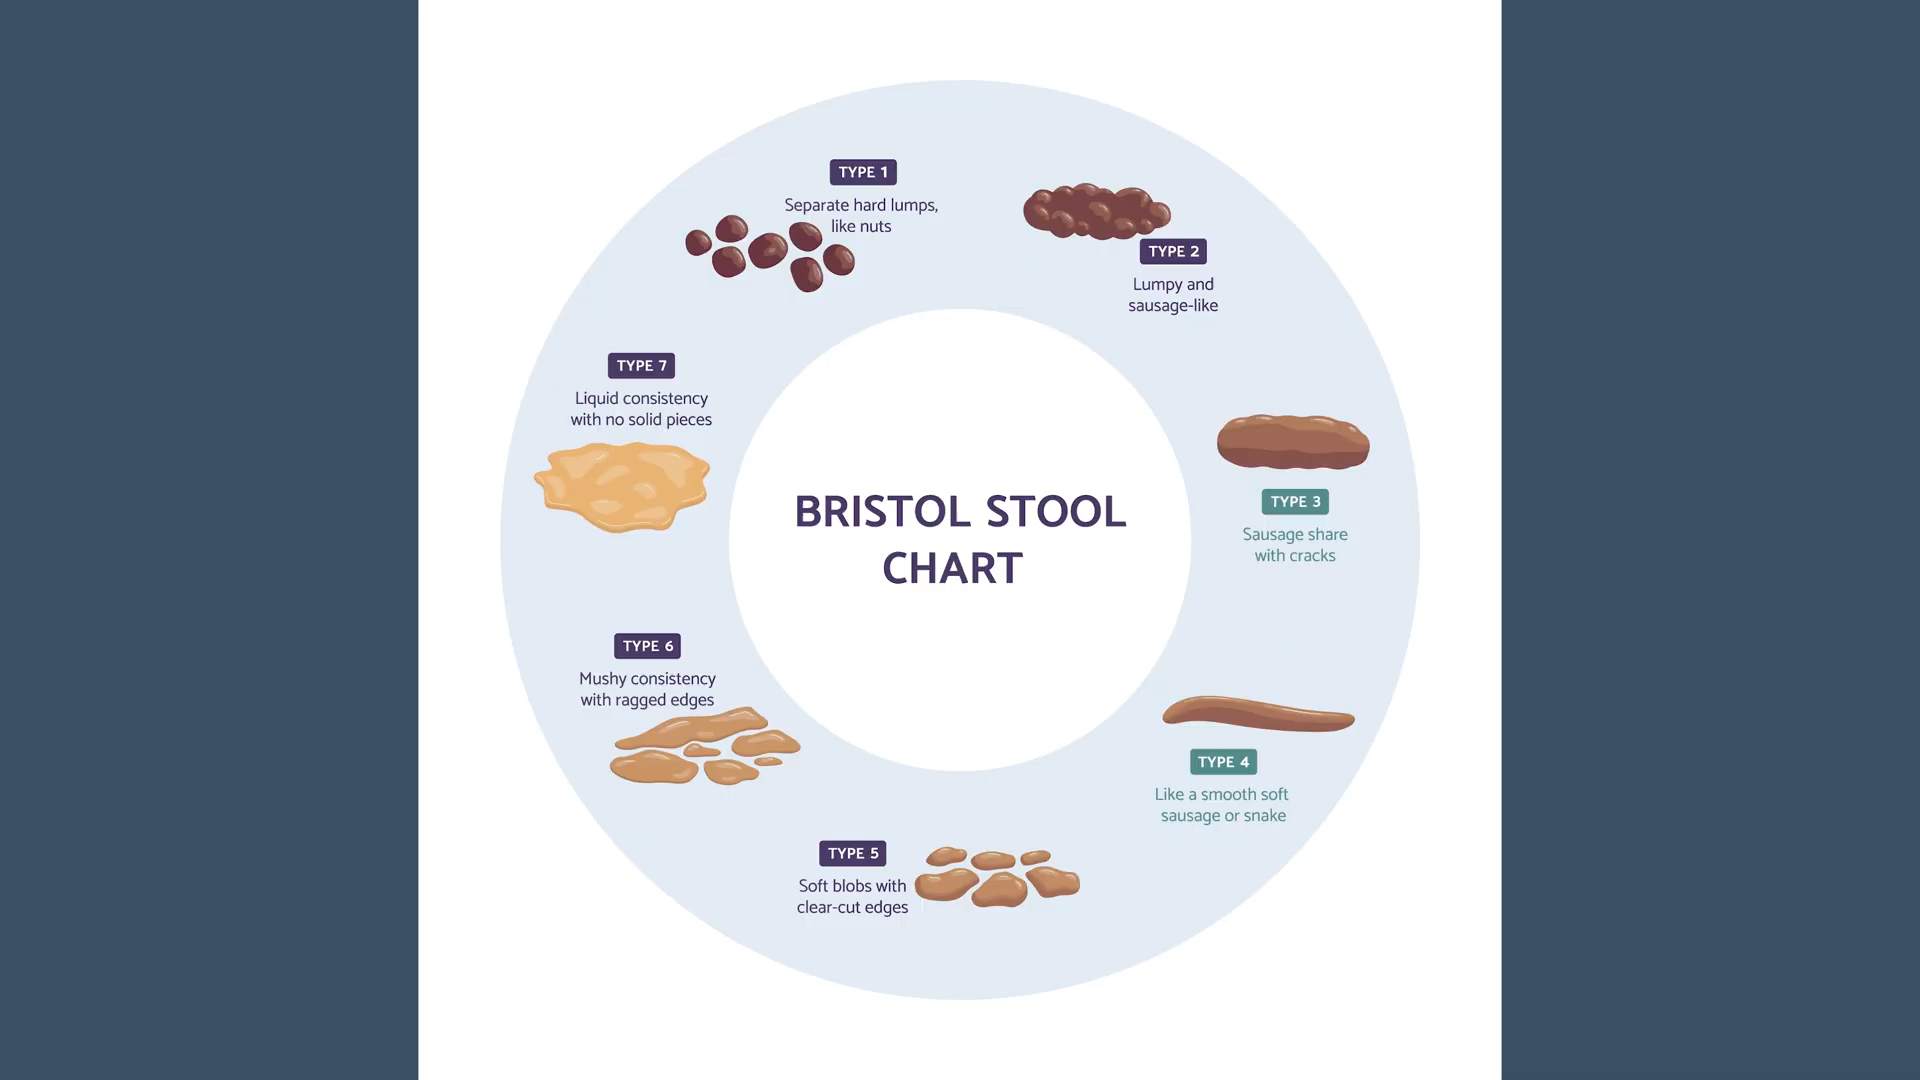 TYPE 1
Separate hard lumps,
like nuts
TYPE 2
Lumpy and
sausage-like
TYPE 3
Sausage share
with cracks
TYPE 4
Like a smooth soft
sausage or snake
TYPE 5
Soft blobs with
clear-cut edges
TYPE 6
Mushy consistency
with ragged edges
TYPE 7
Liquid consistency
with no solid pieces
BRISTOL STOOL
CHART